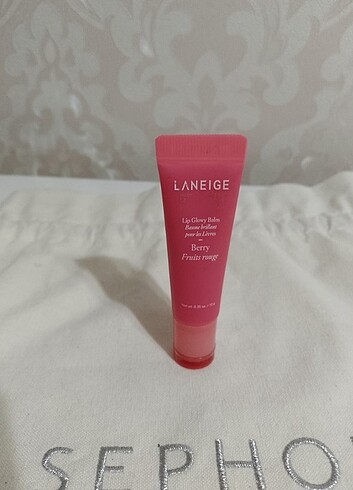 LANEIGE
Lip Glowy Balm
Baume brillant
pour les Lèvres
Berry
Fruits rouge
SEPHO